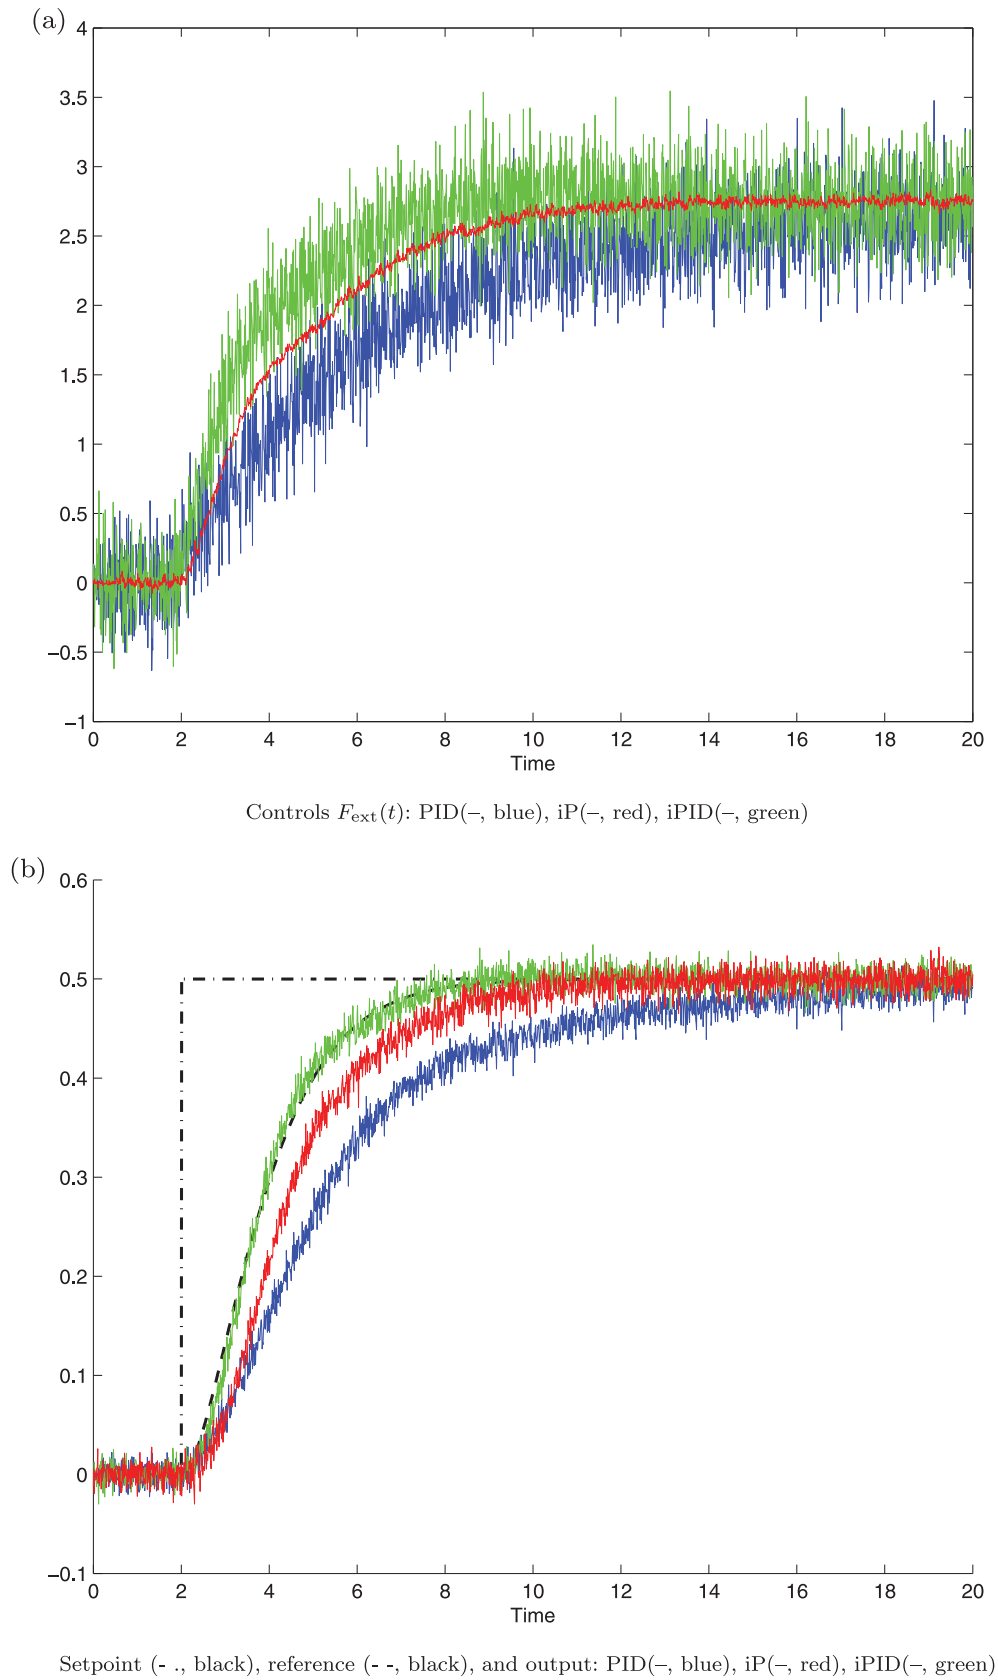 (a)
4
3.5
3
2.5
2
1.5
1
0.5
0
−0.5
−1
0 2 4 6 8 10 12 14 16 18 20
Time
Controls F_ext(t): PID(–, blue), iP(–, red), iPID(–, green)
(b)
0.6
0.5
0.4
0.3
0.2
0.1
0
−0.1
0 2 4 6 8 10 12 14 16 18 20
Time
Setpoint (- ., black), reference (- -, black), and output: PID(–, blue), iP(–, red), iPID(–, green)